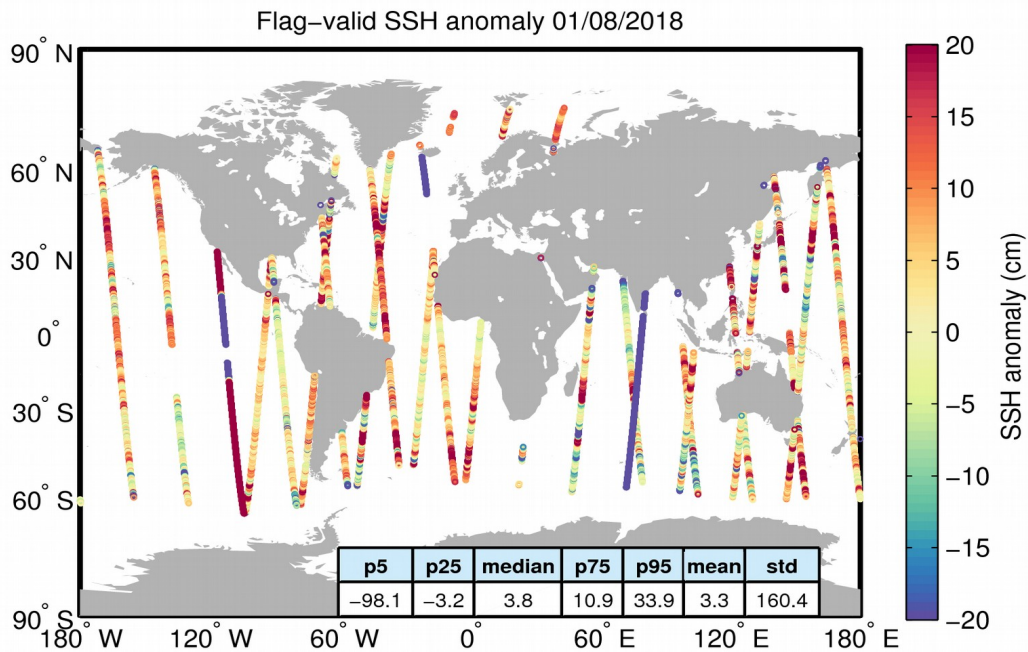 Flag−valid SSH anomaly 01/08/2018
90° N
60° N
30° N
0°
30° S
60° S
90° S
180° W
120° W
60° W
0°
60° E
120° E
180° E
p5 p25 median p75 p95 mean std
−98.1 −3.2 3.8 10.9 33.9 3.3 160.4
20
15
10
5
0
−5
−10
−15
−20
SSH anomaly (cm)